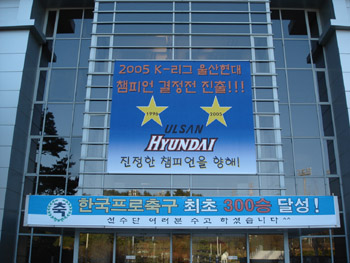 2005 K-리그 울산현대
챔피언 결정전 진출!!!
1996 2005
ULSAN
HYUNDAI
진정한 챔피언을 향해!
축 한국프로축구 최초 300승 달성!
선수단 여러분 수고 하셨습니다^^